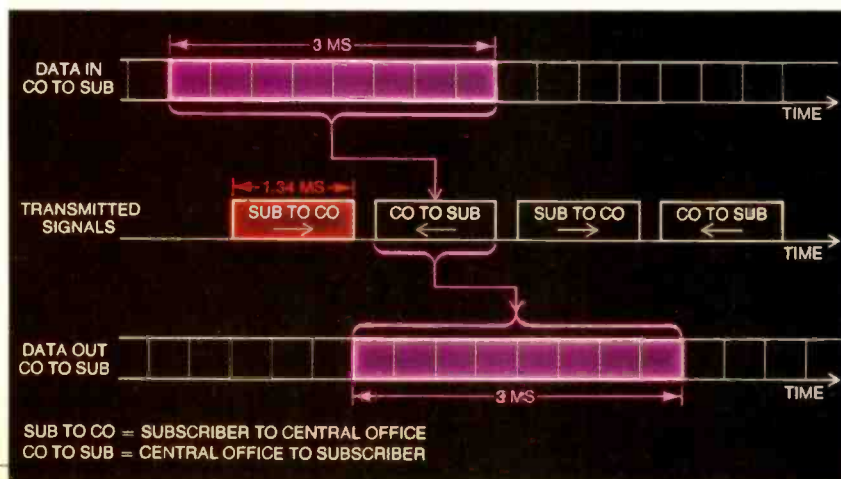 3 MS
DATA IN
CO TO SUB
TIME
1.34 MS
TRANSMITTED
SIGNALS
SUB TO CO
CO TO SUB
SUB TO CO
CO TO SUB
TIME
DATA OUT
CO TO SUB
TIME
3 MS
SUB TO CO = SUBSCRIBER TO CENTRAL OFFICE
CO TO SUB = CENTRAL OFFICE TO SUBSCRIBER